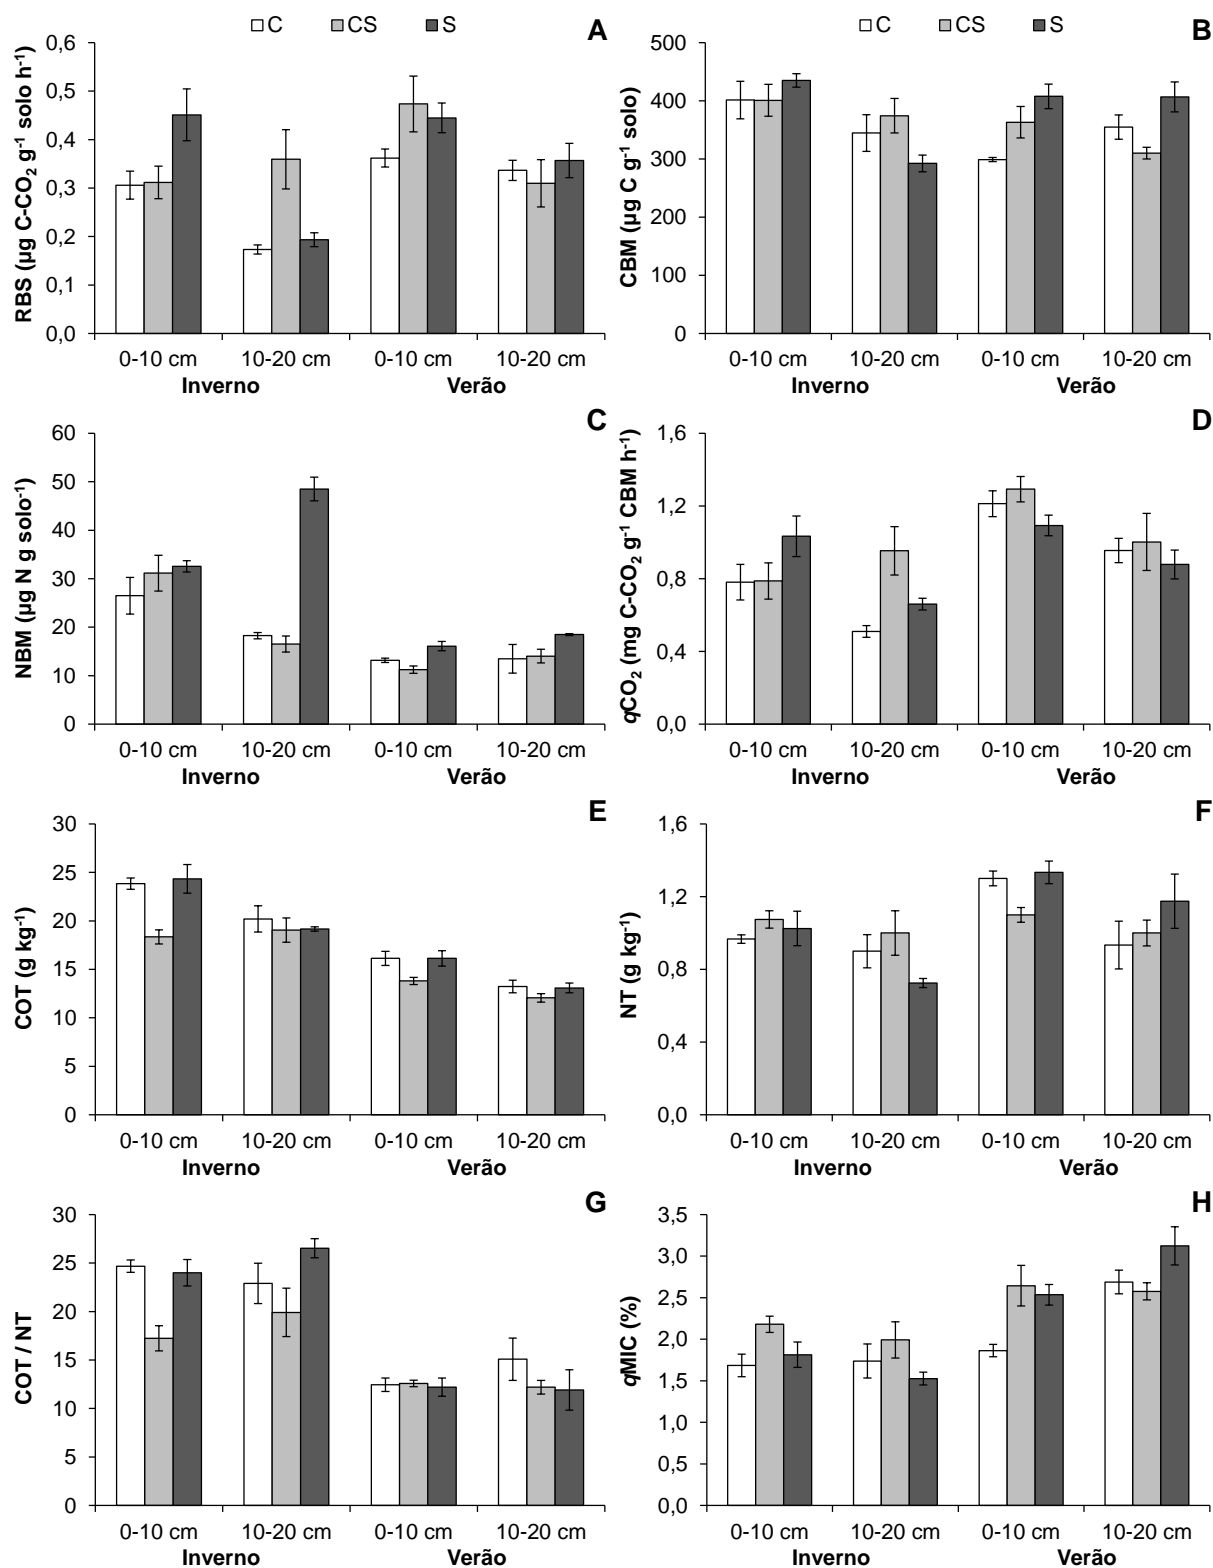 C CS S
A
RBS (µg C-CO₂ g⁻¹ solo h⁻¹)
0,6
0,5
0,4
0,3
0,2
0,1
0,0
0-10 cm 10-20 cm 0-10 cm 10-20 cm
Inverno Verão
C CS S
B
CBM (µg C g⁻¹ solo)
500
400
300
200
100
0
0-10 cm 10-20 cm 0-10 cm 10-20 cm
Inverno Verão
C
NBM (µg N g solo⁻¹)
60
50
40
30
20
10
0
0-10 cm 10-20 cm 0-10 cm 10-20 cm
Inverno Verão
D
qCO₂ (mg C-CO₂ g⁻¹ CBM h⁻¹)
1,6
1,2
0,8
0,4
0,0
0-10 cm 10-20 cm 0-10 cm 10-20 cm
Inverno Verão
E
COT (g kg⁻¹)
30
25
20
15
10
5
0
0-10 cm 10-20 cm 0-10 cm 10-20 cm
Inverno Verão
F
NT (g kg⁻¹)
1,6
1,2
0,8
0,4
0,0
0-10 cm 10-20 cm 0-10 cm 10-20 cm
Inverno Verão
G
COT / NT
30
25
20
15
10
5
0
0-10 cm 10-20 cm 0-10 cm 10-20 cm
Inverno Verão
H
qMIC (%)
3,5
3,0
2,5
2,0
1,5
1,0
0,5
0,0
0-10 cm 10-20 cm 0-10 cm 10-20 cm
Inverno Verão